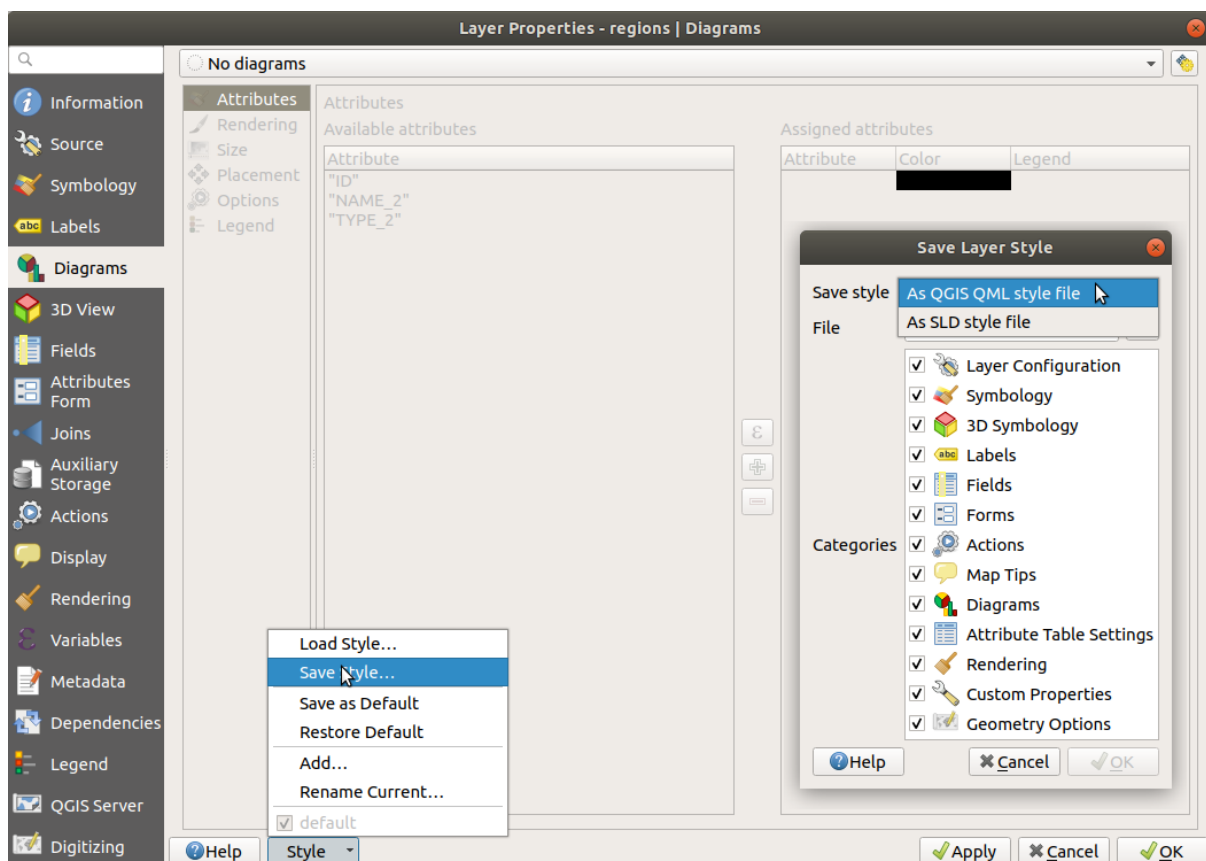 Layer Properties - regions | Diagrams
No diagrams
Information
Source
Symbology
abc Labels
Diagrams
3D View
Fields
Attributes
Form
Joins
Auxiliary
Storage
Actions
Display
Rendering
Variables
Metadata
Dependencies
Legend
QGIS Server
Digitizing
Attributes
Rendering
Size
Placement
Options
Legend
Attributes
Available attributes
Attribute
"ID"
"NAME_2"
"TYPE_2"
Assigned attributes
Attribute Color Legend
ε
Save Layer Style
Save style As QGIS QML style file
As SLD style file
File
Categories
Layer Configuration
Symbology
3D Symbology
abc Labels
Fields
Forms
Actions
Map Tips
Diagrams
Attribute Table Settings
Rendering
Custom Properties
Geometry Options
Help Cancel OK
Load Style...
Save Style...
Save as Default
Restore Default
Add...
Rename Current...
default
Help Style Apply Cancel OK